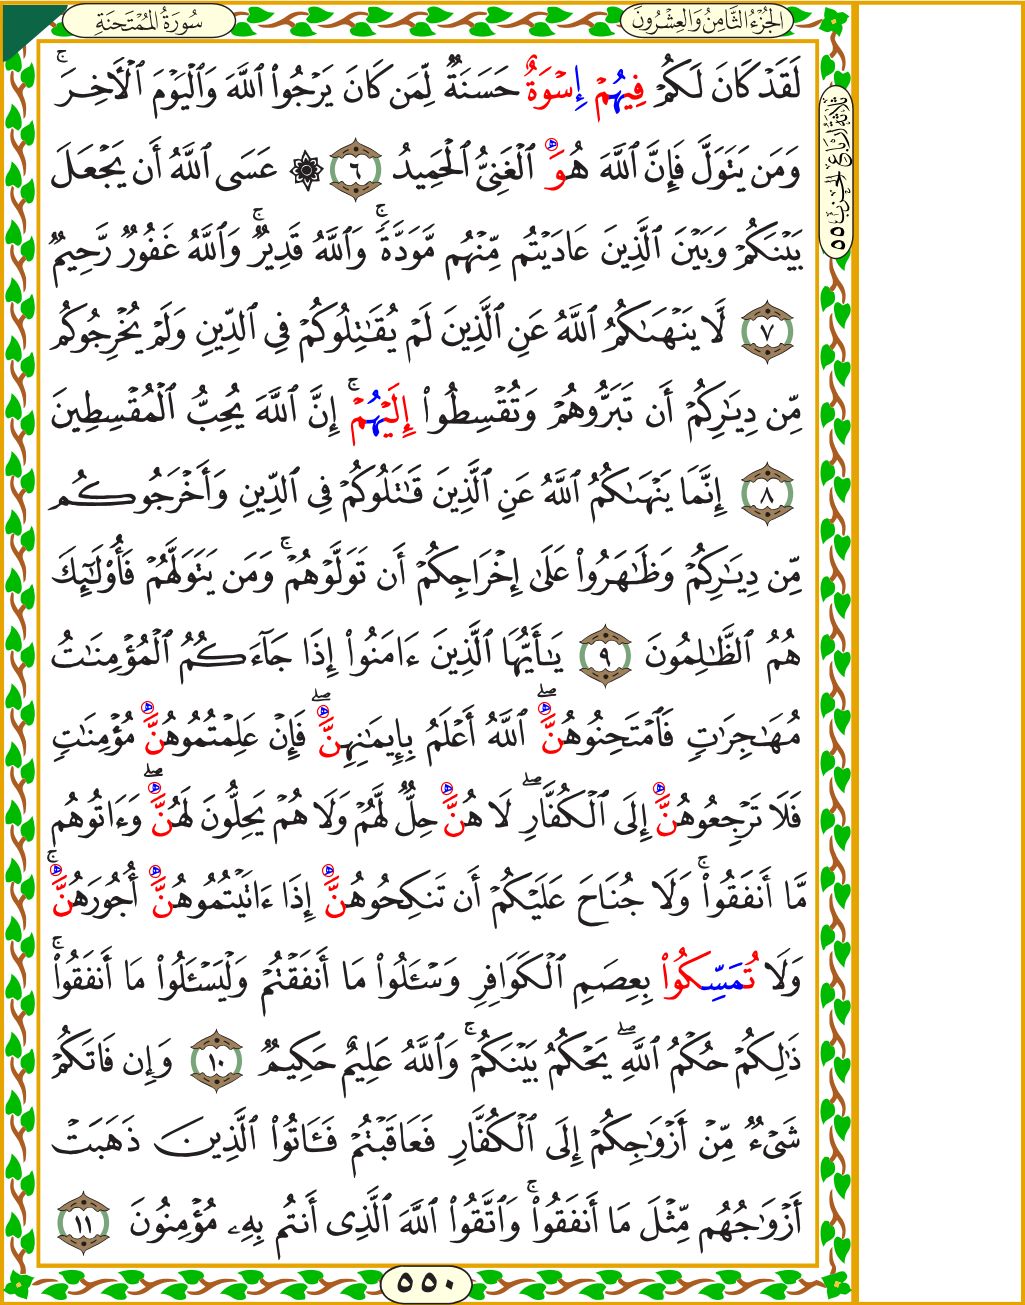 سُورَةُ المُمْتَحنَةِ
الجُزْءُ الثَّامِنُ وَالعِشْرُونَ
ثلاثة أرباع الحزب ٥٥
لَقَدْ كَانَ لَكُمْ فِيهُمْ إِسْوَةٌ حَسَنَةٌ لِّمَن كَانَ يَرْجُوا۟ ٱللَّهَ وَٱلْيَوْمَ ٱلْأَخِرَ ۚ
وَمَن يَتَوَلَّ فَإِنَّ ٱللَّهَ هُوَ ٱلْغَنِىُّ ٱلْحَمِيدُ ٦ ۞ عَسَى ٱللَّهُ أَن يَجْعَلَ
بَيْنَكُمْ وَبَيْنَ ٱلَّذِينَ عَادَيْتُم مِّنْهُم مَّوَدَّةً ۚ وَٱللَّهُ قَدِيرٌ ۚ وَٱللَّهُ غَفُورٌ رَّحِيمٌ
٧ لَّا يَنْهَىٰكُمُ ٱللَّهُ عَنِ ٱلَّذِينَ لَمْ يُقَٰتِلُوكُمْ فِى ٱلدِّينِ وَلَمْ يُخْرِجُوكُم
مِّن دِيَٰرِكُمْ أَن تَبَرُّوهُمْ وَتُقْسِطُوٓا۟ إِلَيْهُمْ ۚ إِنَّ ٱللَّهَ يُحِبُّ ٱلْمُقْسِطِينَ
٨ إِنَّمَا يَنْهَىٰكُمُ ٱللَّهُ عَنِ ٱلَّذِينَ قَٰتَلُوكُمْ فِى ٱلدِّينِ وَأَخْرَجُوكُم
مِّن دِيَٰرِكُمْ وَظَٰهَرُوا۟ عَلَىٰٓ إِخْرَاجِكُمْ أَن تَوَلَّوْهُمْ ۚ وَمَن يَتَوَلَّهُمْ فَأُو۟لَٰٓئِكَ
هُمُ ٱلظَّٰلِمُونَ ٩ يَٰٓأَيُّهَا ٱلَّذِينَ ءَامَنُوٓا۟ إِذَا جَآءَكُمُ ٱلْمُؤْمِنَٰتُ
مُهَٰجِرَٰتٍ فَٱمْتَحِنُوهُنَّ ۖ ٱللَّهُ أَعْلَمُ بِإِيمَٰنِهِنَّ ۖ فَإِنْ عَلِمْتُمُوهُنَّ مُؤْمِنَٰتٍ
فَلَا تَرْجِعُوهُنَّ إِلَى ٱلْكُفَّارِ ۖ لَا هُنَّ حِلٌّ لَّهُمْ وَلَا هُمْ يَحِلُّونَ لَهُنَّ ۖ وَءَاتُوهُم
مَّآ أَنفَقُوا۟ ۚ وَلَا جُنَاحَ عَلَيْكُمْ أَن تَنكِحُوهُنَّ إِذَآ ءَاتَيْتُمُوهُنَّ أُجُورَهُنَّ ۚ
وَلَا تُمَسِّكُوا۟ بِعِصَمِ ٱلْكَوَافِرِ وَسْـَٔلُوا۟ مَآ أَنفَقْتُمْ وَلْيَسْـَٔلُوا۟ مَآ أَنفَقُوا۟ ۚ
ذَٰلِكُمْ حُكْمُ ٱللَّهِ ۖ يَحْكُمُ بَيْنَكُمْ ۚ وَٱللَّهُ عَلِيمٌ حَكِيمٌ ١٠ وَإِن فَاتَكُمْ
شَىْءٌ مِّنْ أَزْوَٰجِكُمْ إِلَى ٱلْكُفَّارِ فَعَاقَبْتُمْ فَـَٔاتُوا۟ ٱلَّذِينَ ذَهَبَتْ
أَزْوَٰجُهُم مِّثْلَ مَآ أَنفَقُوا۟ ۚ وَٱتَّقُوا۟ ٱللَّهَ ٱلَّذِىٓ أَنتُم بِهِۦ مُؤْمِنُونَ ١١
٥٥٠